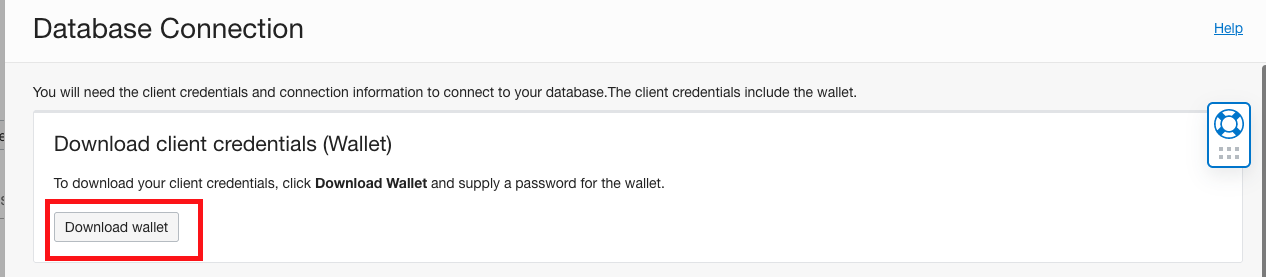 Database Connection
Help
You will need the client credentials and connection information to connect to your database.The client credentials include the wallet.
Download client credentials (Wallet)
To download your client credentials, click Download Wallet and supply a password for the wallet.
Download wallet